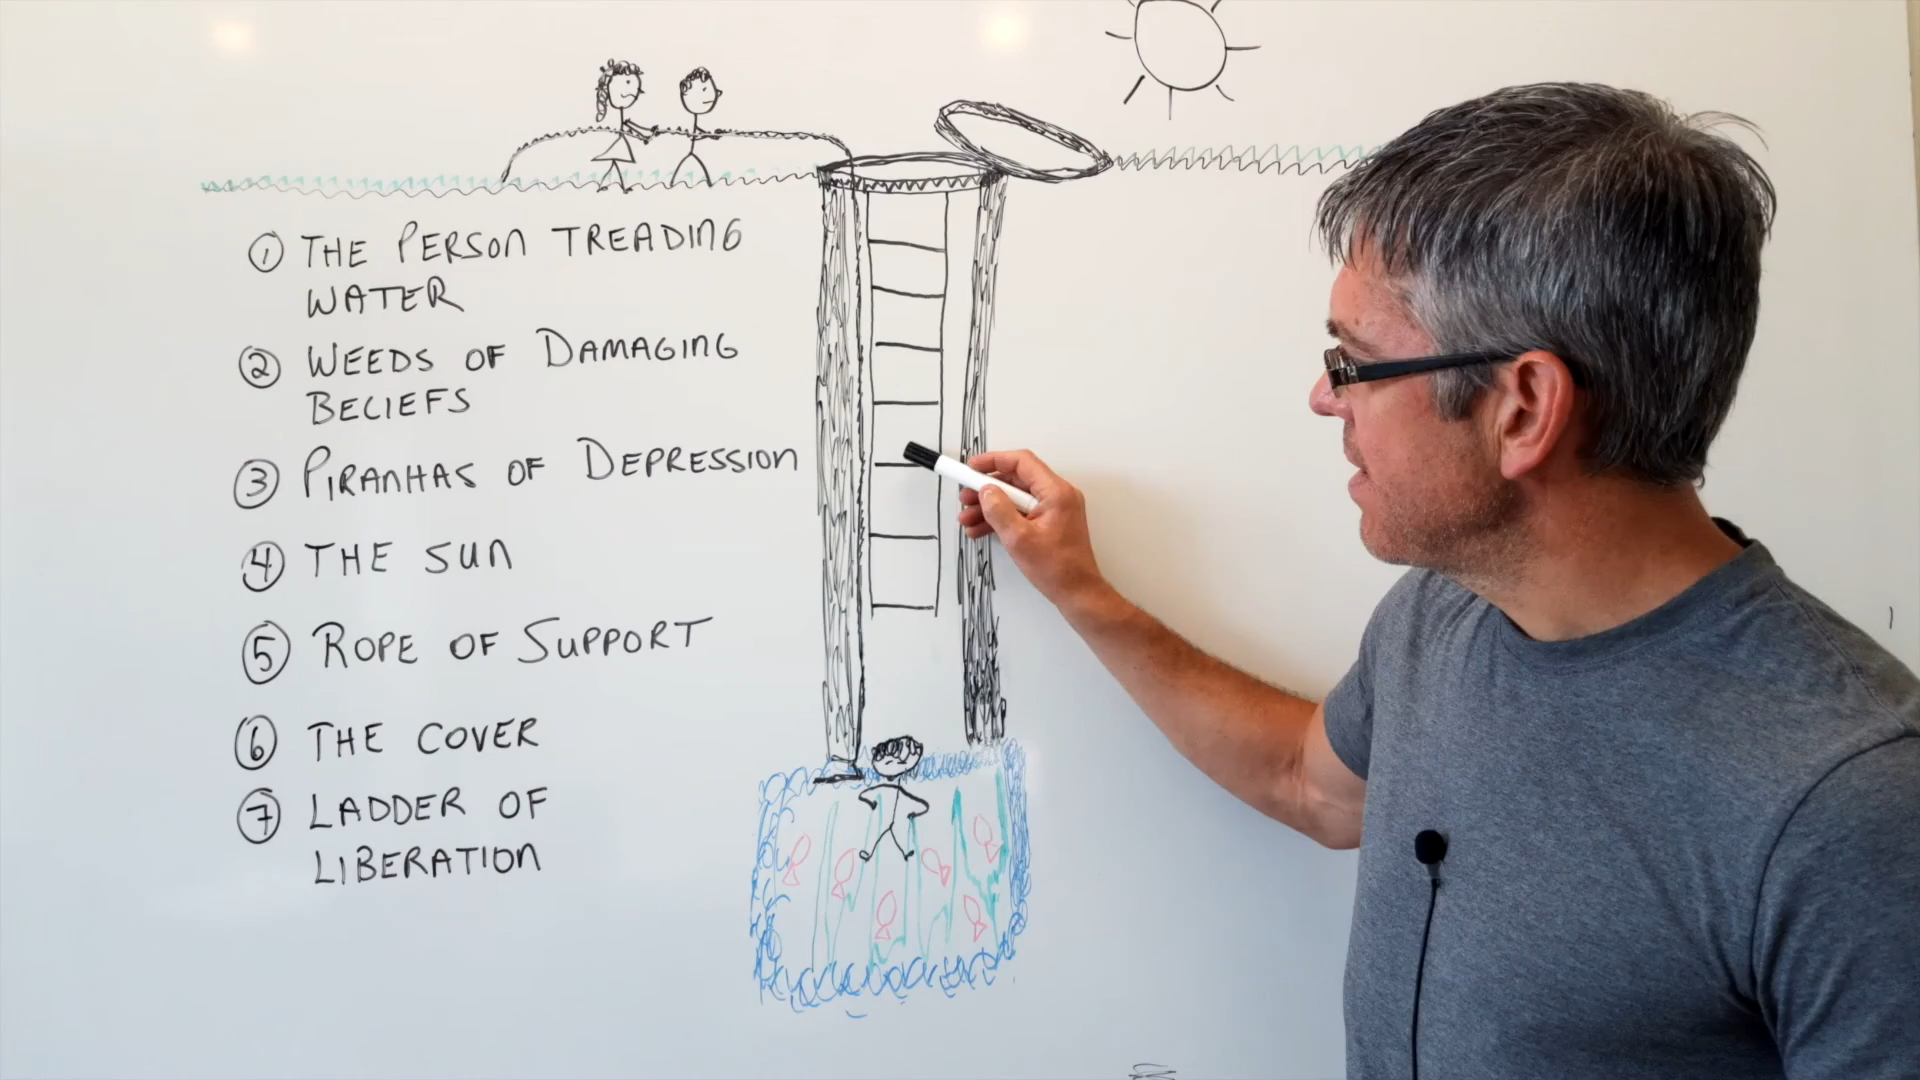 ① THE PERSON TREADING
WATER
② WEEDS OF DAMAGING
BELIEFS
③ PIRANHAS OF DEPRESSION
④ THE SUN
⑤ ROPE OF SUPPORT
⑥ THE COVER
⑦ LADDER OF
LIBERATION